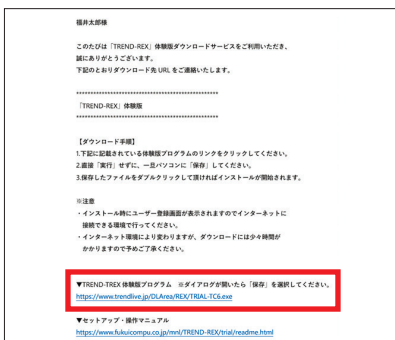 福井太郎様
このたびは「TREND-REX」体験版ダウンロードサービスをご利用いただき、
誠にありがとうございます。
下記のとおりダウンロード先 URL をご連絡いたします。
**************************************************
「TREND-REX」体験版
**************************************************
【ダウンロード手順】
1.下記に記載されている体験版プログラムのリンクをクリックしてください。
2.直接「実行」せずに、一旦パソコンに「保存」してください。
3.保存したファイルをダブルクリックして頂ければインストールが開始されます。
※注意
・インストール時にユーザー登録画面が表示されますのでインターネットに
接続できる環境で行ってください。
・インターネット環境により変わりますが、ダウンロードには少々時間が
かかりますので予めご了承ください。
▼TREND-TREX 体験版プログラム ※ダイアログが開いたら「保存」を選択してください。
https://www.trendlive.jp/DLArea/REX/TRIAL-TC6.exe
▼セットアップ・操作マニュアル
https://www.fukuicompu.co.jp/mnl/TREND-REX/trial/readme.html